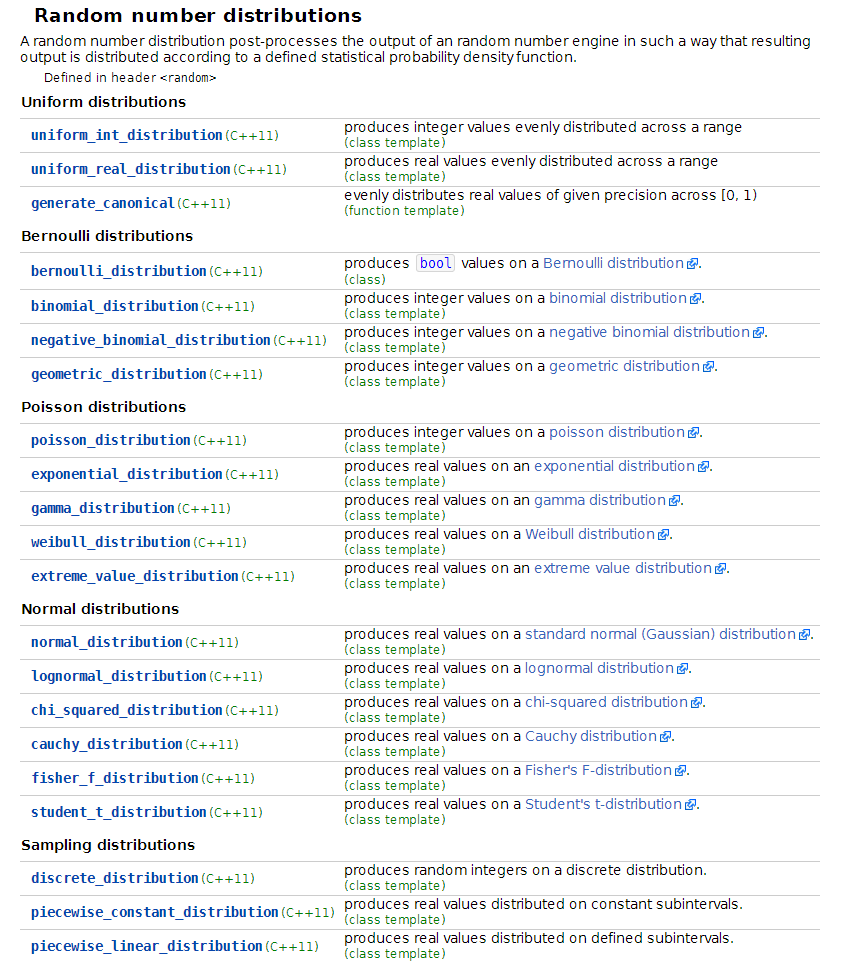 Random number distributions
A random number distribution post-processes the output of an random number engine in such a way that resulting
output is distributed according to a defined statistical probability density function.
Defined in header <random>
Uniform distributions
uniform_int_distribution (C++11) produces integer values evenly distributed across a range
(class template)
uniform_real_distribution (C++11) produces real values evenly distributed across a range
(class template)
generate_canonical (C++11) evenly distributes real values of given precision across [0, 1)
(function template)
Bernoulli distributions
bernoulli_distribution (C++11) produces bool values on a Bernoulli distribution.
(class)
binomial_distribution (C++11) produces integer values on a binomial distribution.
(class template)
negative_binomial_distribution (C++11) produces integer values on a negative binomial distribution.
(class template)
geometric_distribution (C++11) produces integer values on a geometric distribution.
(class template)
Poisson distributions
poisson_distribution (C++11) produces integer values on a poisson distribution.
(class template)
exponential_distribution (C++11) produces real values on an exponential distribution.
(class template)
gamma_distribution (C++11) produces real values on an gamma distribution.
(class template)
weibull_distribution (C++11) produces real values on a Weibull distribution.
(class template)
extreme_value_distribution (C++11) produces real values on an extreme value distribution.
(class template)
Normal distributions
normal_distribution (C++11) produces real values on a standard normal (Gaussian) distribution.
(class template)
lognormal_distribution (C++11) produces real values on a lognormal distribution.
(class template)
chi_squared_distribution (C++11) produces real values on a chi-squared distribution.
(class template)
cauchy_distribution (C++11) produces real values on a Cauchy distribution.
(class template)
fisher_f_distribution (C++11) produces real values on a Fisher's F-distribution.
(class template)
student_t_distribution (C++11) produces real values on a Student's t-distribution.
(class template)
Sampling distributions
discrete_distribution (C++11) produces random integers on a discrete distribution.
(class template)
piecewise_constant_distribution (C++11) produces real values distributed on constant subintervals.
(class template)
piecewise_linear_distribution (C++11) produces real values distributed on defined subintervals.
(class template)